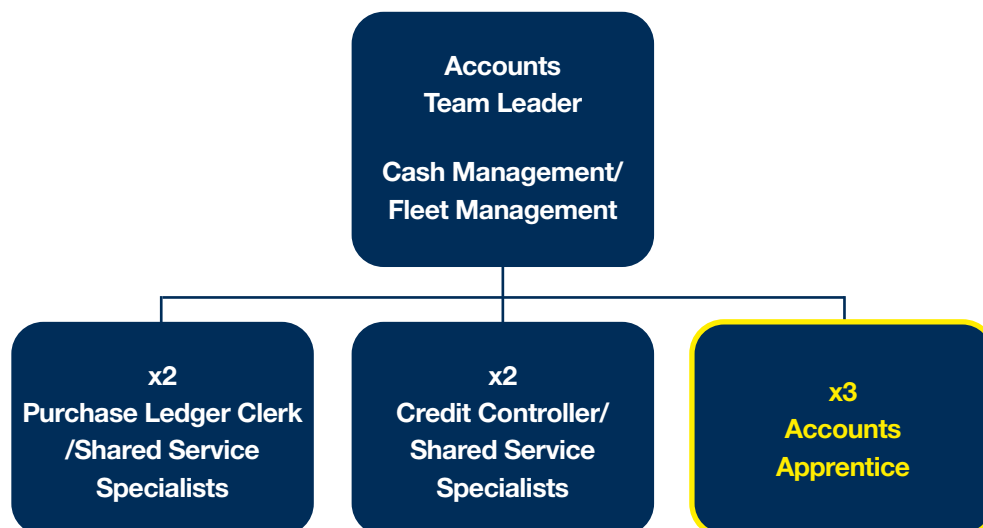 Accounts
Team Leader
Cash Management/
Fleet Management
x2
Purchase Ledger Clerk
/Shared Service
Specialists
x2
Credit Controller/
Shared Service
Specialists
x3
Accounts
Apprentice